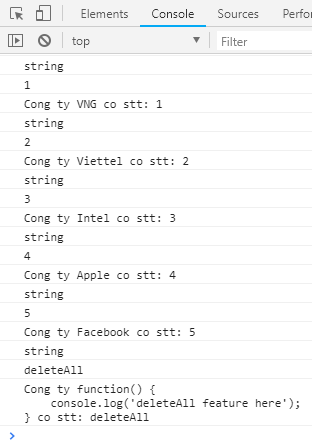 Elements Console Sources Perfor
top Filter
string
1
Cong ty VNG co stt: 1
string
2
Cong ty Viettel co stt: 2
string
3
Cong ty Intel co stt: 3
string
4
Cong ty Apple co stt: 4
string
5
Cong ty Facebook co stt: 5
string
deleteAll
Cong ty function() {
    console.log('deleteAll feature here');
} co stt: deleteAll